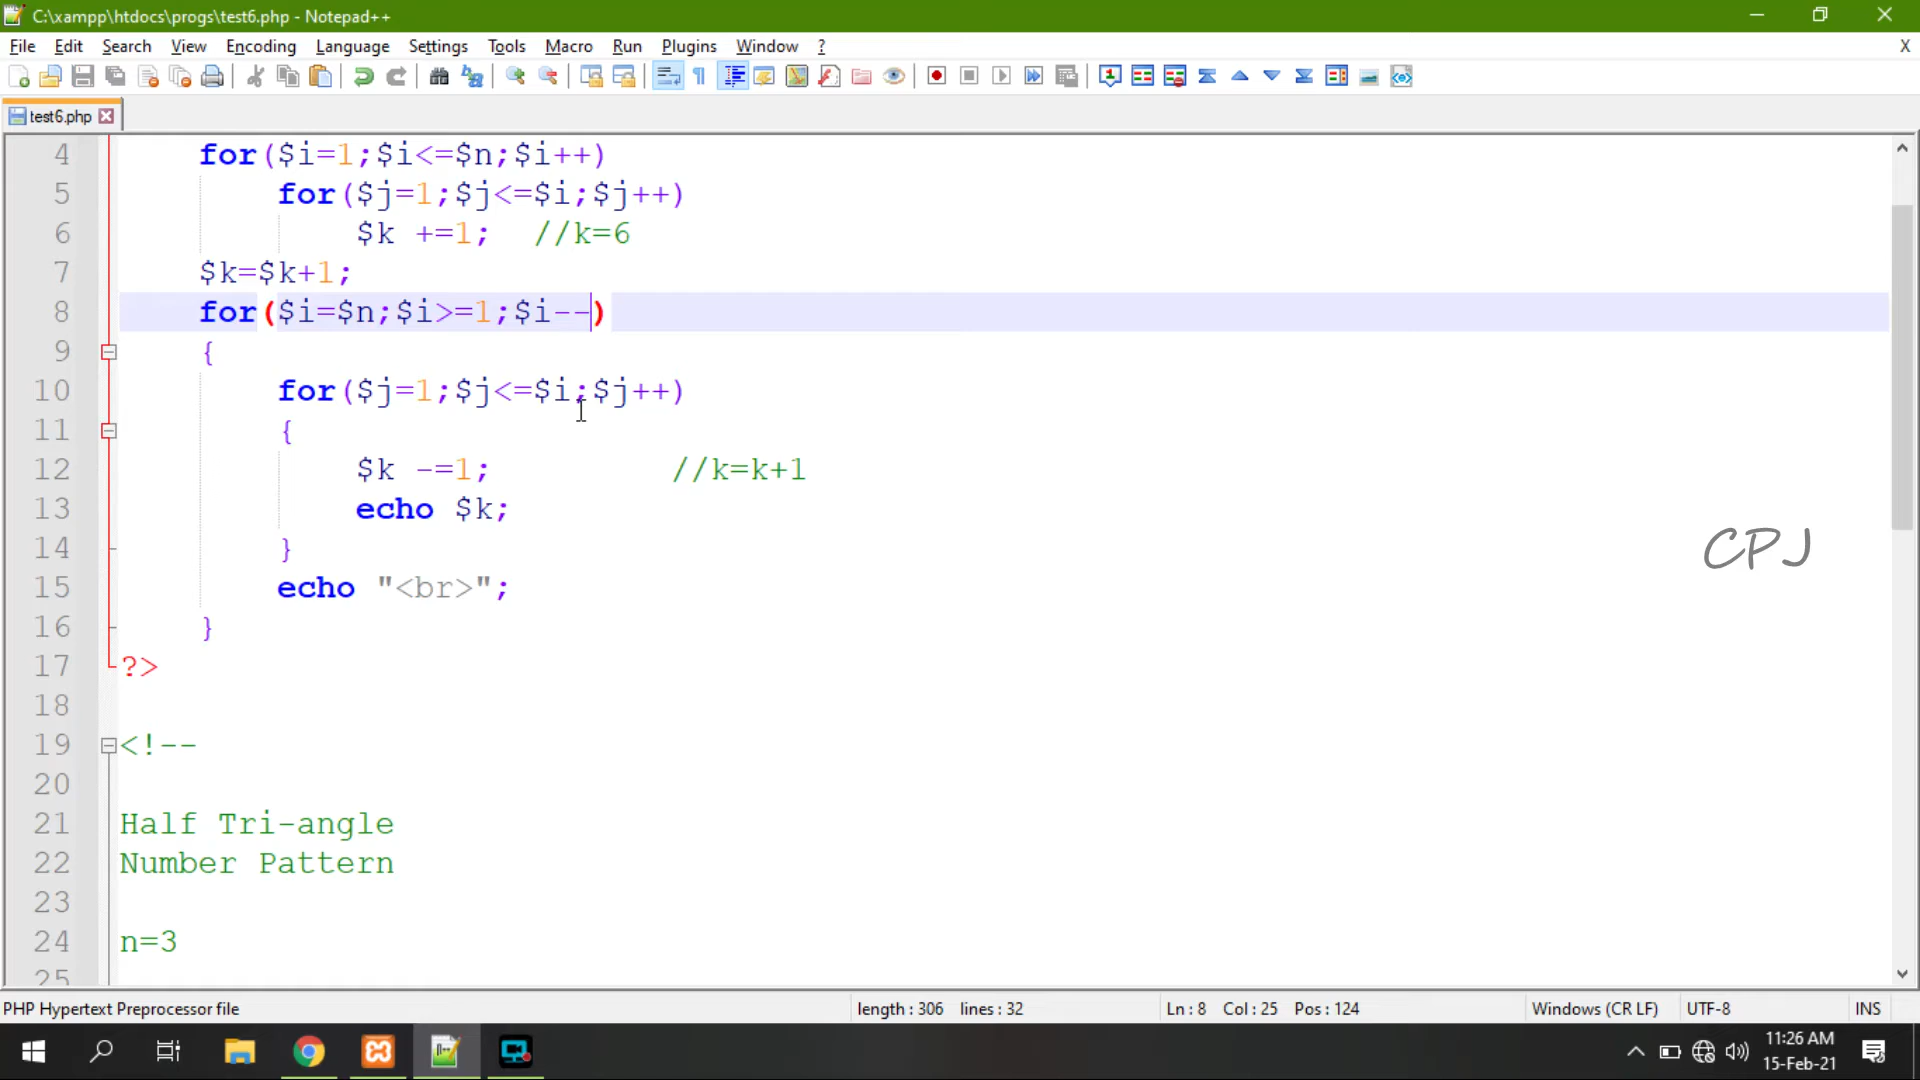 C:\xampp\htdocs\progs\test6.php - Notepad++
File Edit Search View Encoding Language Settings Tools Macro Run Plugins Window ? X
test6.php
4 for($i=1;$i<=$n;$i++)
5 for($j=1;$j<=$i;$j++)
6 $k +=1; //k=6
7 $k=$k+1;
8 for($i=$n;$i>=1;$i--)
9 {
10 for($j=1;$j<=$i;$j++)
11 {
12 $k -=1; //k=k+1
13 echo $k;
14 }
15 echo "<br>";
16 }
17 ?>
18
19 <!--
20
21 Half Tri-angle
22 Number Pattern
23
24 n=3
25
CPJ
PHP Hypertext Preprocessor file length : 306 lines : 32 Ln : 8 Col : 25 Pos : 124 Windows (CR LF) UTF-8 INS
11:26 AM
15-Feb-21